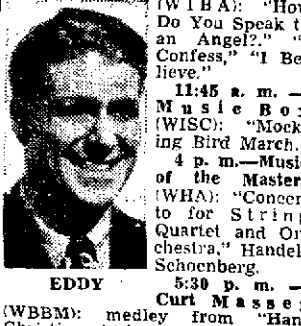 (WIBA): "How
Do You Speak t
an Angel?." "
Confess," "I Be
lieve."
11:45 a. m. —
Music Box
(WISC): "Mock
ing Bird March.
4 p. m.—Music
of the Master
(WHA): "Concer
to for String
Quartet and Or
chestra," Handel
Schoenberg.
5:30 p. m. —
Curt Masse
EDDY
(WBBM): medley from "Han